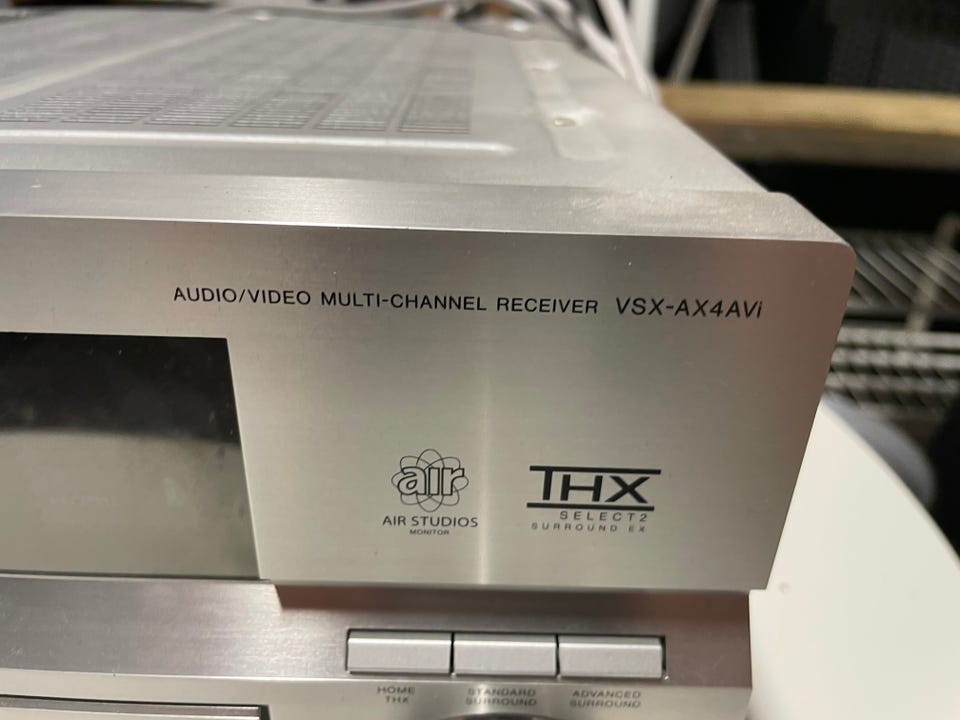 AUDIO/VIDEO MULTI-CHANNEL RECEIVER VSX-AX4AVi
air
AIR STUDIOS
MONITOR
THX
SELECT2
SURROUND EX
HOME
THX
STANDARD
SURROUND
ADVANCED
SURROUND